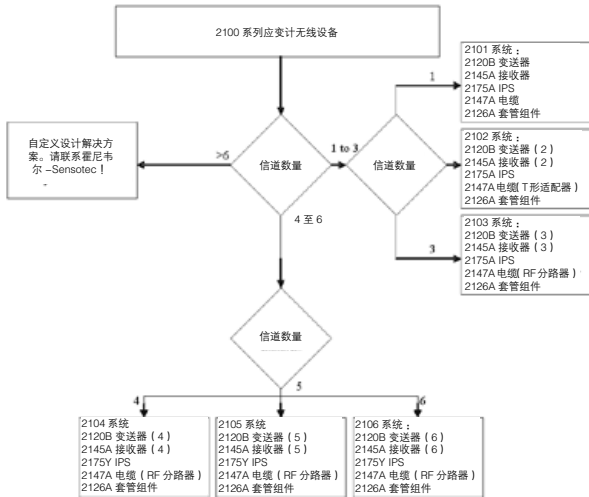 2100 系列应变计无线设备
2101 系统：
2120B 变送器
2145A 接收器
2175A IPS
2147A 电缆
2126A 套管组件
1
自定义设计解决方
案。请联系霍尼韦
尔 –Sensotec！
-
>6
信道数量
1 to 3
信道数量
2102 系统：
2120B 变送器（2）
2145A 接收器（2）
2175A IPS
2147A 电缆(T 形适配器）
2126A 套管组件
4 至 6
3
2103 系统：
2120B 变送器（3）
2145A 接收器（3）
2175A IPS
2147A 电缆( RF 分路器）
2126A 套管组件
信道数量
4
5
6
2104 系统
2120B 变送器（4）
2145A 接收器（4）
2175Y IPS
2147A 电缆（RF 分路器）
2126A 套管组件
2105 系统
2120B 变送器（5）
2145A 接收器（5）
2175Y IPS
2147A 电缆（RF 分路器）
2126A 套管组件
2106 系统：
2120B 变送器（6）
2145A 接收器（6）
2175Y IPS
2147A 电缆（RF 分路器）
2126A 套管组件